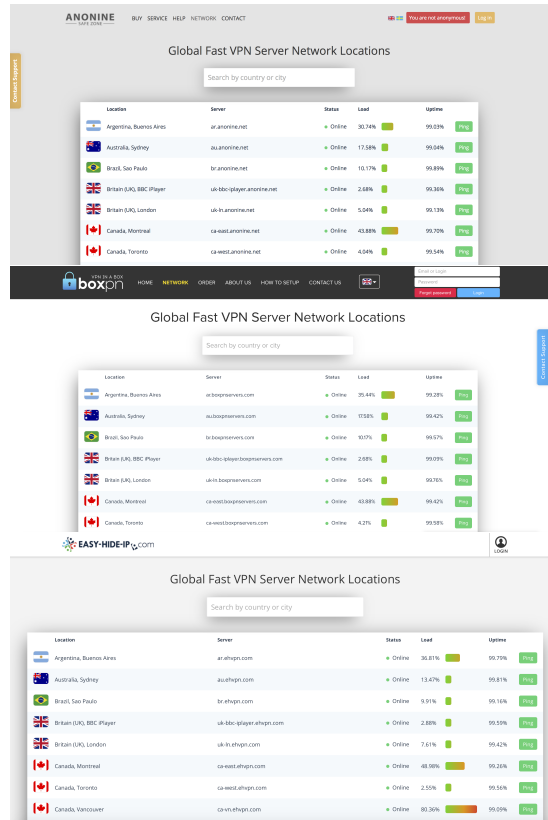 ANONINE
SAFE ZONE
BUY SERVICE HELP NETWORK CONTACT
You are not anonymous!
Log in
Contact Support
Global Fast VPN Server Network Locations
Search by country or city
Location Server Status Load Uptime
Argentina, Buenos Aires ar.anonine.net Online 30.74% 99.03% Ping
Australia, Sydney au.anonine.net Online 17.58% 99.04% Ping
Brazil, Sao Paulo br.anonine.net Online 10.17% 99.89% Ping
Britain (UK), BBC iPlayer uk-bbc-iplayer.anonine.net Online 2.68% 99.36% Ping
Britain (UK), London uk-ln.anonine.net Online 5.04% 99.13% Ping
Canada, Montreal ca-east.anonine.net Online 43.88% 99.70% Ping
Canada, Toronto ca-west.anonine.net Online 4.04% 99.54% Ping
VPN IN A BOX
boxpn
HOME NETWORK ORDER ABOUT US HOW TO SETUP CONTACT US
Email or Login
Password
Forgot password Login
Global Fast VPN Server Network Locations
Search by country or city
Contact Support
Location Server Status Load Uptime
Argentine, Buenos Aires ar.boxpnservers.com Online 35.44% 99.28% Ping
Australia, Sydney au.boxpnservers.com Online 17.58% 99.42% Ping
Brazil, Sao Paulo br.boxpnservers.com Online 10.17% 99.57% Ping
Britain (UK), BBC iPlayer uk-bbc-iplayer.boxpnservers.com Online 2.68% 99.09% Ping
Britain (UK), London uk-ln.boxpnservers.com Online 5.04% 99.76% Ping
Canada, Montreal ca-east.boxpnservers.com Online 43.88% 99.42% Ping
Canada, Toronto ca-west.boxpnservers.com Online 4.21% 99.58% Ping
EASY-HIDE-IP.com
LOGIN
Global Fast VPN Server Network Locations
Search by country or city
Location Server Status Load Uptime
Argentina, Buenos Aires ar.ehvpn.com Online 36.81% 99.79% Ping
Australia, Sydney au.ehvpn.com Online 13.47% 99.81% Ping
Brazil, Sao Paulo br.ehvpn.com Online 9.91% 99.16% Ping
Britain (UK), BBC iPlayer uk-bbc-iplayer.ehvpn.com Online 2.88% 99.59% Ping
Britain (UK), London uk-ln.ehvpn.com Online 7.61% 99.42% Ping
Canada, Montreal ca-east.ehvpn.com Online 48.98% 99.26% Ping
Canada, Toronto ca-west.ehvpn.com Online 2.55% 99.56% Ping
Canada, Vancouver ca-vn.ehvpn.com Online 80.36% 99.09% Ping